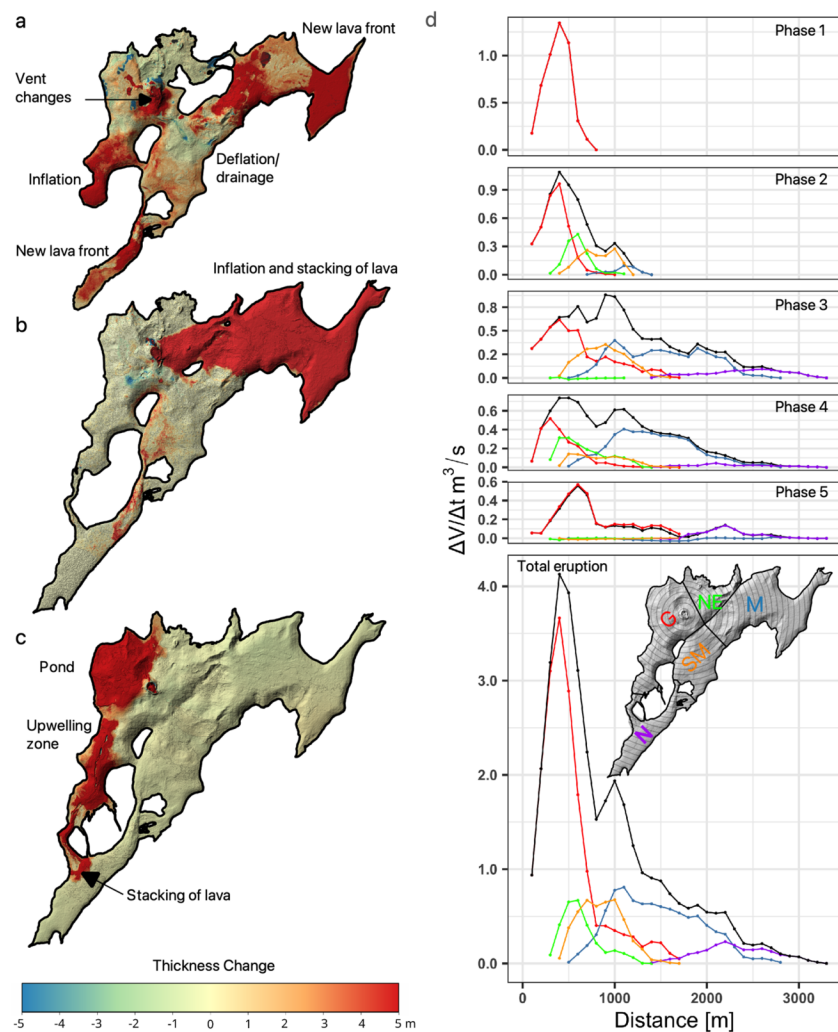 a
New lava front
Vent
changes
Inflation
Deflation/
drainage
New lava front
b
Inflation and stacking of lava
c
Pond
Upwelling
zone
Stacking of lava
Thickness Change
-5 -4 -3 -2 -1 0 1 2 3 4 5 m
d
Phase 1
1.0
0.5
0.0
Phase 2
0.9
0.6
0.3
0.0
Phase 3
0.8
0.5
0.2
0.0
Phase 4
0.6
0.4
0.2
0.0
Phase 5
0.6
0.4
0.2
0.0
ΔV/Δt m³/s
Total eruption
4.0
3.0
2.0
1.0
0.0
G
NE
M
SM
N
0 1000 2000 3000
Distance [m]